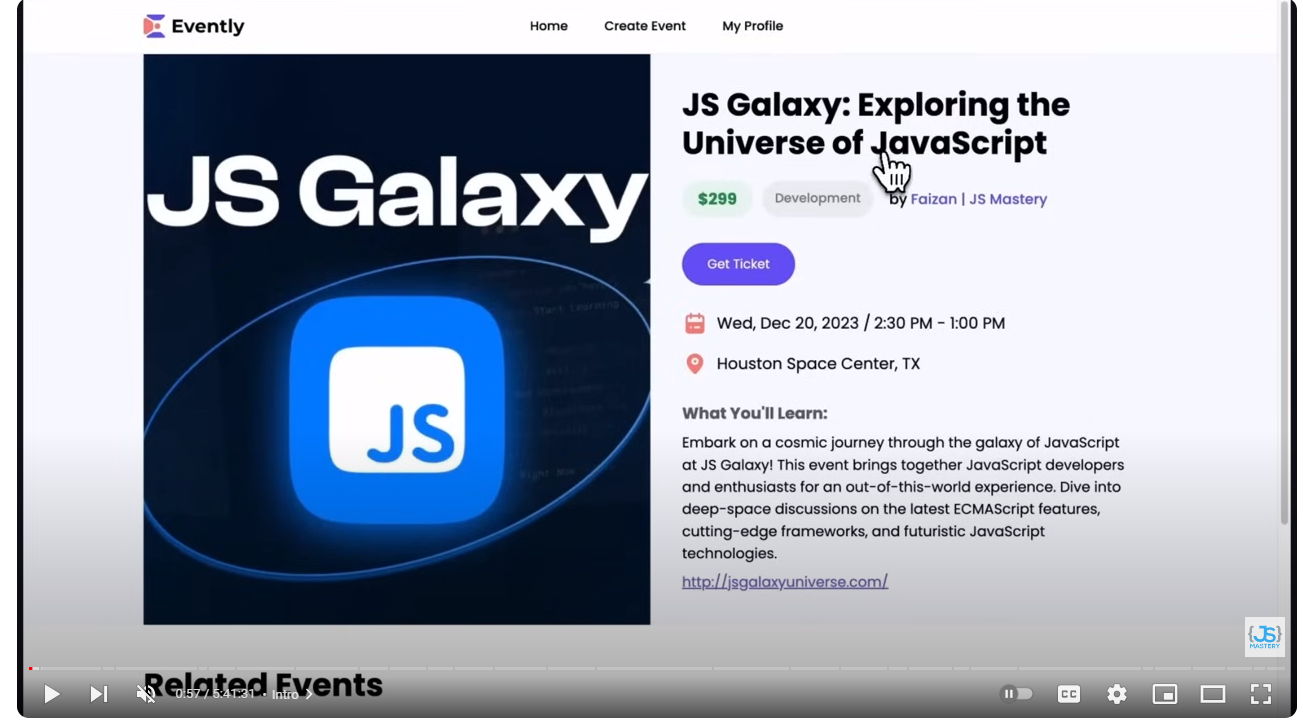 Evently
Home Create Event My Profile
JS Galaxy
JS
JS Galaxy: Exploring the
Universe of JavaScript
$299 Development by Faizan | JS Mastery
Get Ticket
Wed, Dec 20, 2023 / 2:30 PM - 1:00 PM
Houston Space Center, TX
What You'll Learn:
Embark on a cosmic journey through the galaxy of JavaScript
at JS Galaxy! This event brings together JavaScript developers
and enthusiasts for an out-of-this-world experience. Dive into
deep-space discussions on the latest ECMAScript features,
cutting-edge frameworks, and futuristic JavaScript
technologies.
http://jsgalaxyuniverse.com/
Start Learning
Right Now
{JS}
MASTERY
Related Events
0:57 / 5:41:31 • Intro
CC